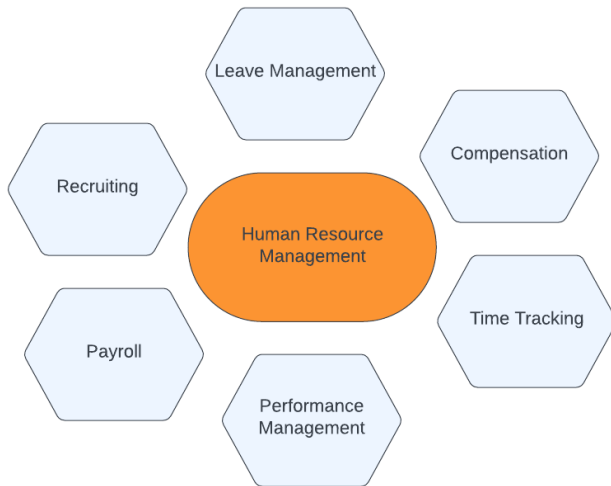 Leave Management
Compensation
Recruiting
Human Resource
Management
Time Tracking
Payroll
Performance
Management